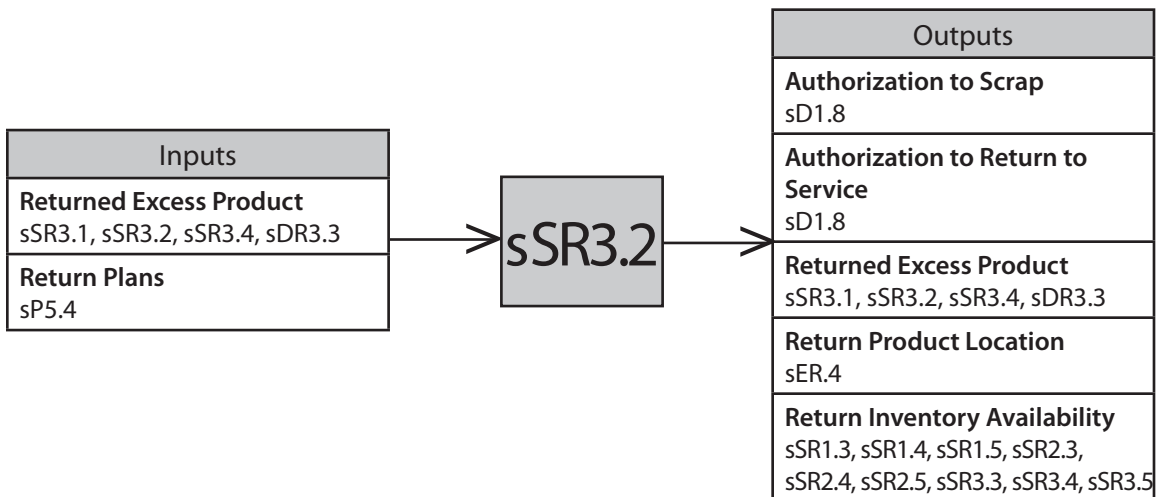 Inputs
Returned Excess Product
sSR3.1, sSR3.2, sSR3.4, sDR3.3
Return Plans
sP5.4
sSR3.2
Outputs
Authorization to Scrap
sD1.8
Authorization to Return to
Service
sD1.8
Returned Excess Product
sSR3.1, sSR3.2, sSR3.4, sDR3.3
Return Product Location
sER.4
Return Inventory Availability
sSR1.3, sSR1.4, sSR1.5, sSR2.3,
sSR2.4, sSR2.5, sSR3.3, sSR3.4, sSR3.5